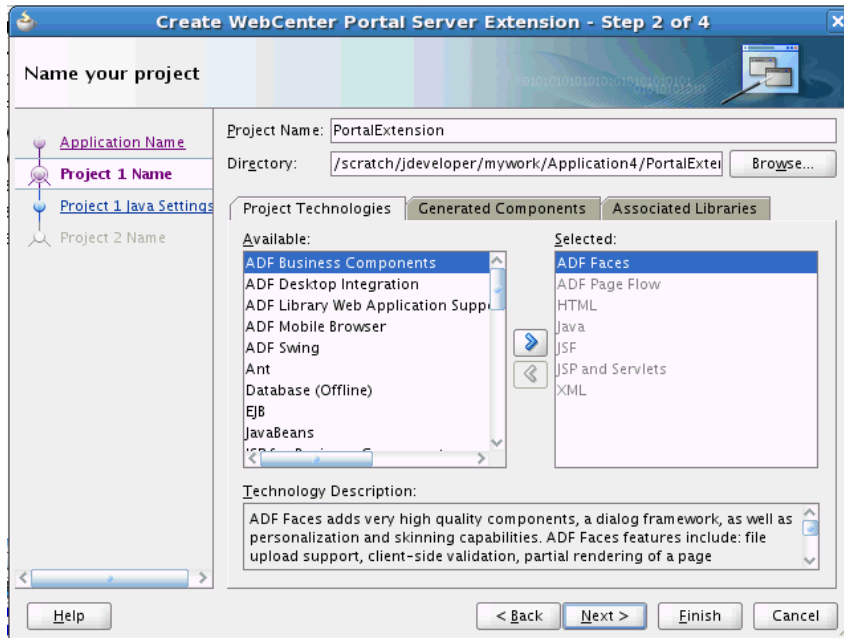 Create WebCenter Portal Server Extension - Step 2 of 4
Name your project
Application Name
Project 1 Name
Project 1 Java Settings
Project 2 Name
Project Name: PortalExtension
Directory: /scratch/jdeveloper/mywork/Application4/PortalExter Browse...
Project Technologies Generated Components Associated Libraries
Available:
ADF Business Components
ADF Desktop Integration
ADF Library Web Application Suppo
ADF Mobile Browser
ADF Swing
Ant
Database (Offline)
EJB
JavaBeans
Selected:
ADF Faces
ADF Page Flow
HTML
Java
JSF
JSP and Servlets
XML
Technology Description:
ADF Faces adds very high quality components, a dialog framework, as well as
personalization and skinning capabilities. ADF Faces features include: file
upload support, client-side validation, partial rendering of a page
Help < Back Next > Finish Cancel